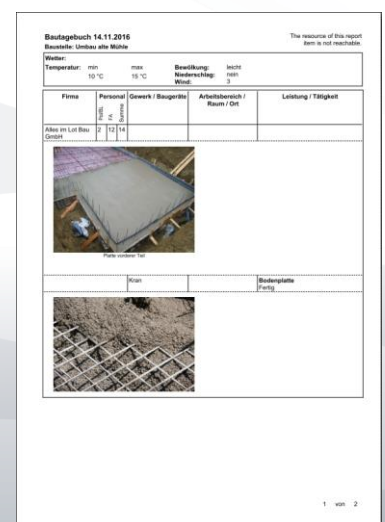 Bautagebuch 14.11.2016
Baustelle: Umbau alte Mühle
The resource of this report
item is not reachable.
Wetter:
Temperatur: min max Bewölkung: leicht
10 °C 15 °C Niederschlag: nein
Wind: 3
Firma Personal Gewerk / Baugeräte Arbeitsbereich / Raum / Ort Leistung / Tätigkeit
FA Summe
Alles im Lot Bau GmbH 2 12 14
Platte vorderer Teil
Kran Bodenplatte
Fertig
1 von 2